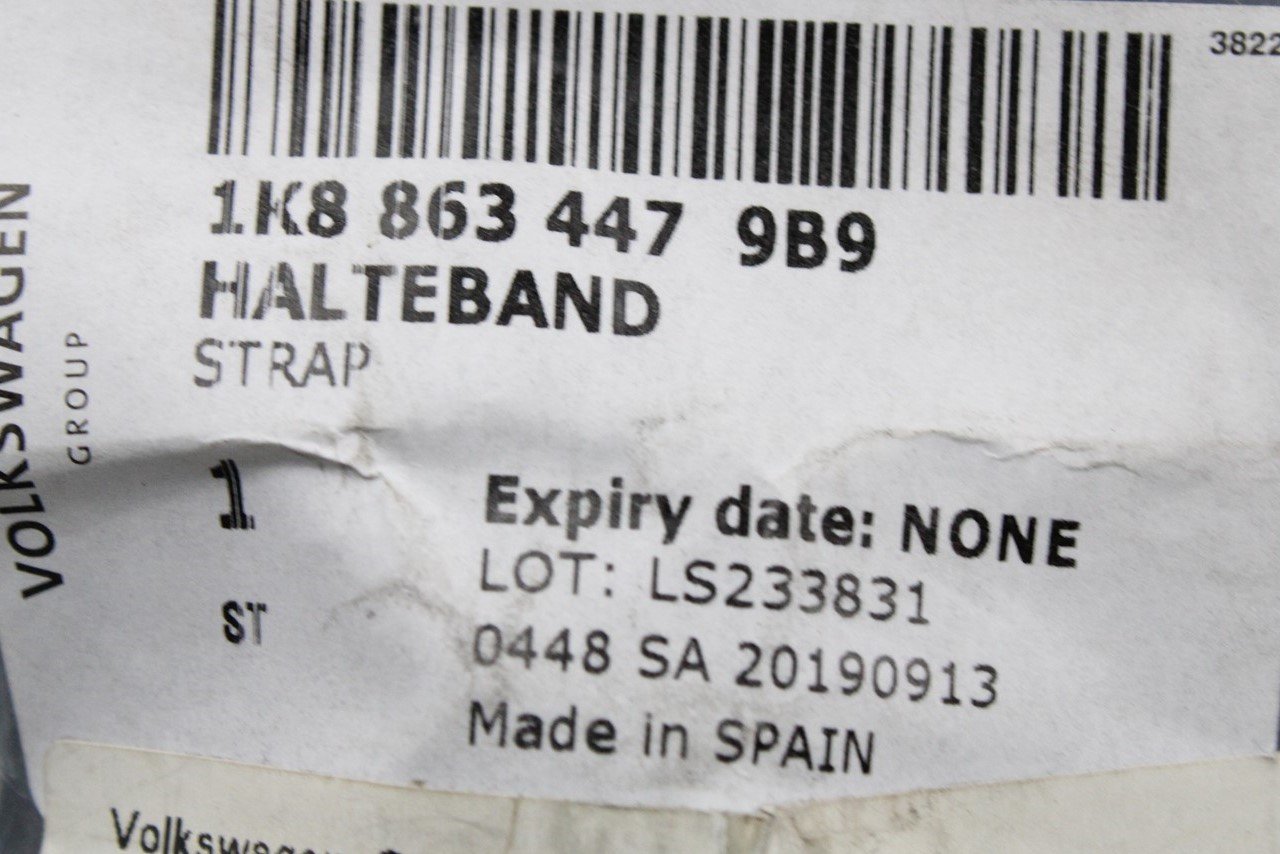 3822
1K8 863 447 9B9
HALTEBAND
STRAP
VOLKSWAGEN
GROUP
1
ST
Expiry date: NONE
LOT: LS233831
0448 SA 20190913
Made in SPAIN
Volkswagen